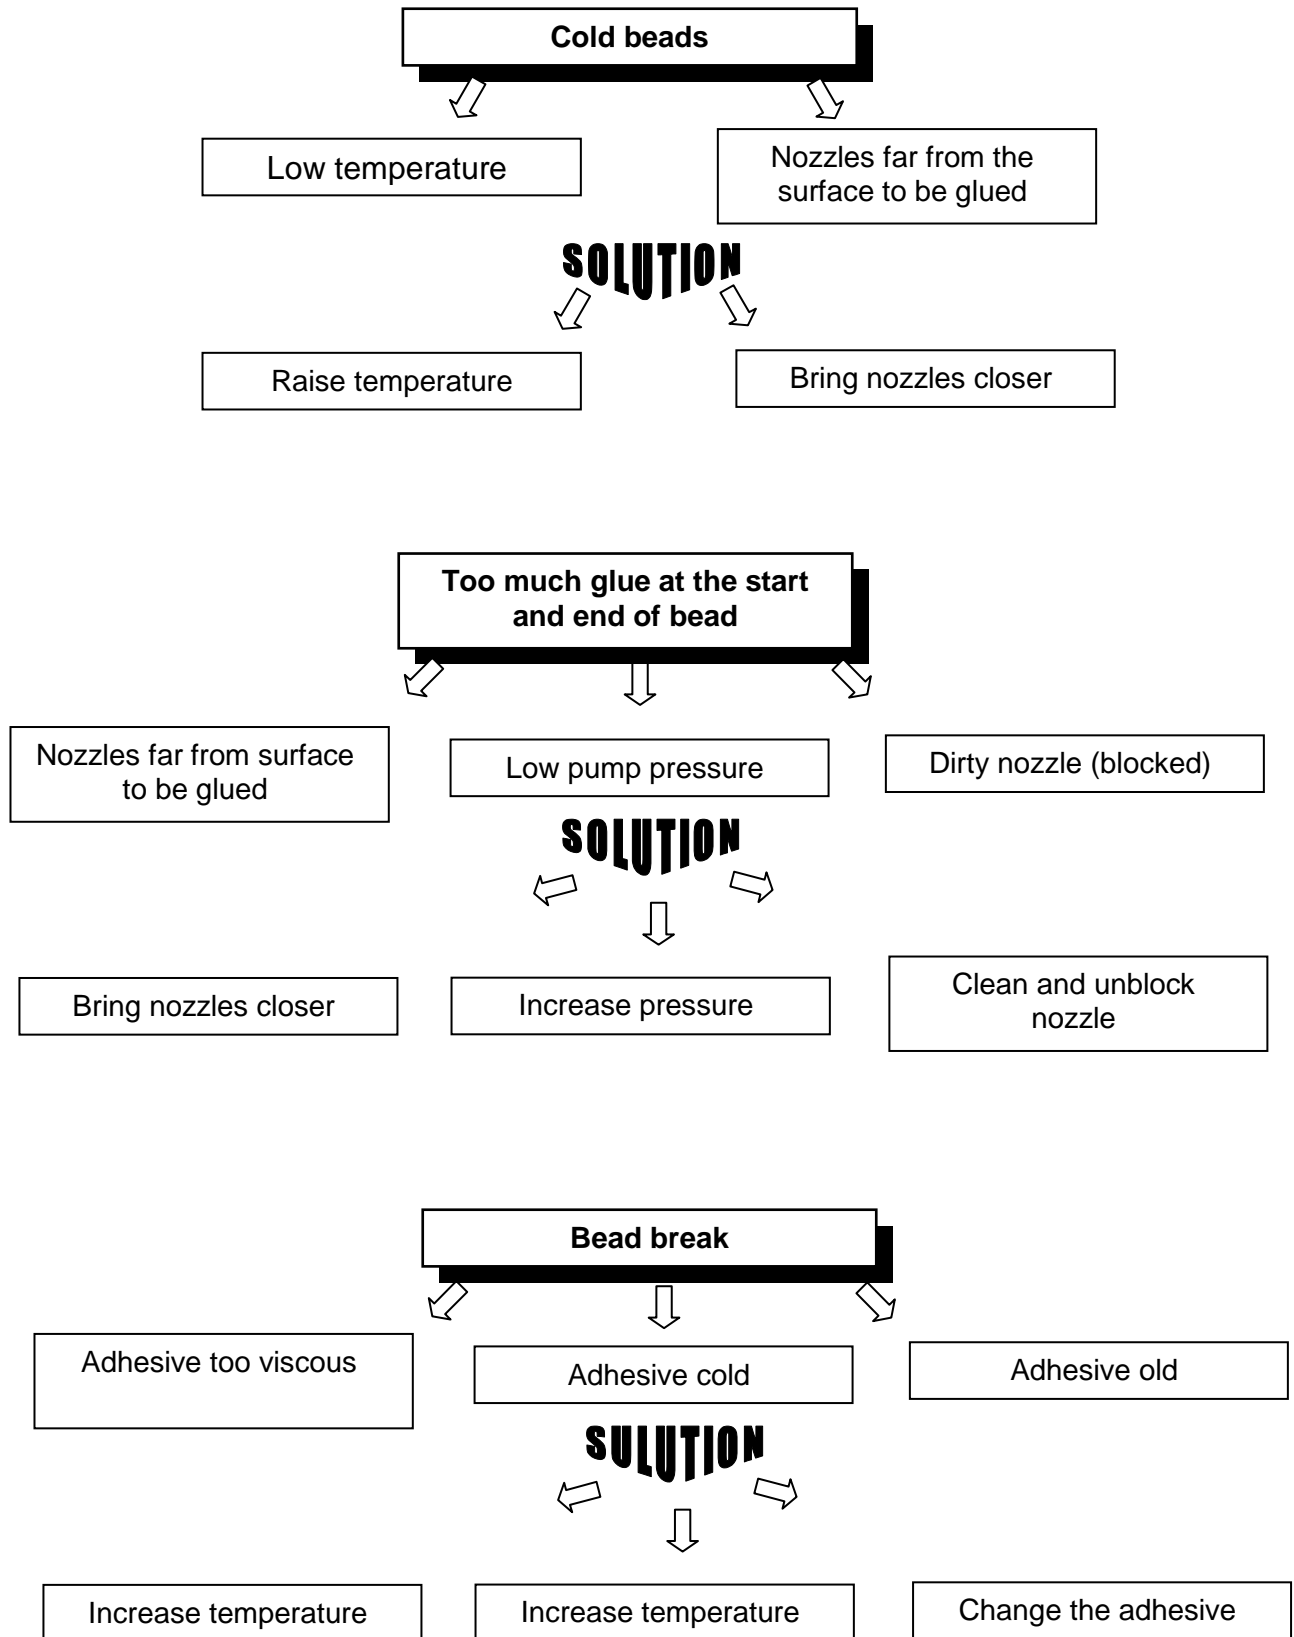 Cold beads
Low temperature
Nozzles far from the
surface to be glued
SOLUTION
Raise temperature
Bring nozzles closer
Too much glue at the start
and end of bead
Nozzles far from surface
to be glued
Low pump pressure
Dirty nozzle (blocked)
SOLUTION
Bring nozzles closer
Increase pressure
Clean and unblock
nozzle
Bead break
Adhesive too viscous
Adhesive cold
Adhesive old
SULUTION
Increase temperature
Increase temperature
Change the adhesive